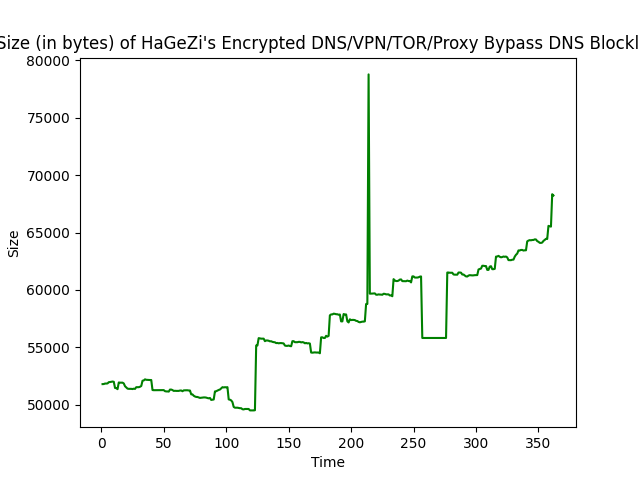 Size (in bytes) of HaGeZi's Encrypted DNS/VPN/TOR/Proxy Bypass DNS Blockl
80000
75000
70000
65000
60000
55000
50000
Size
0 50 100 150 200 250 300 350
Time